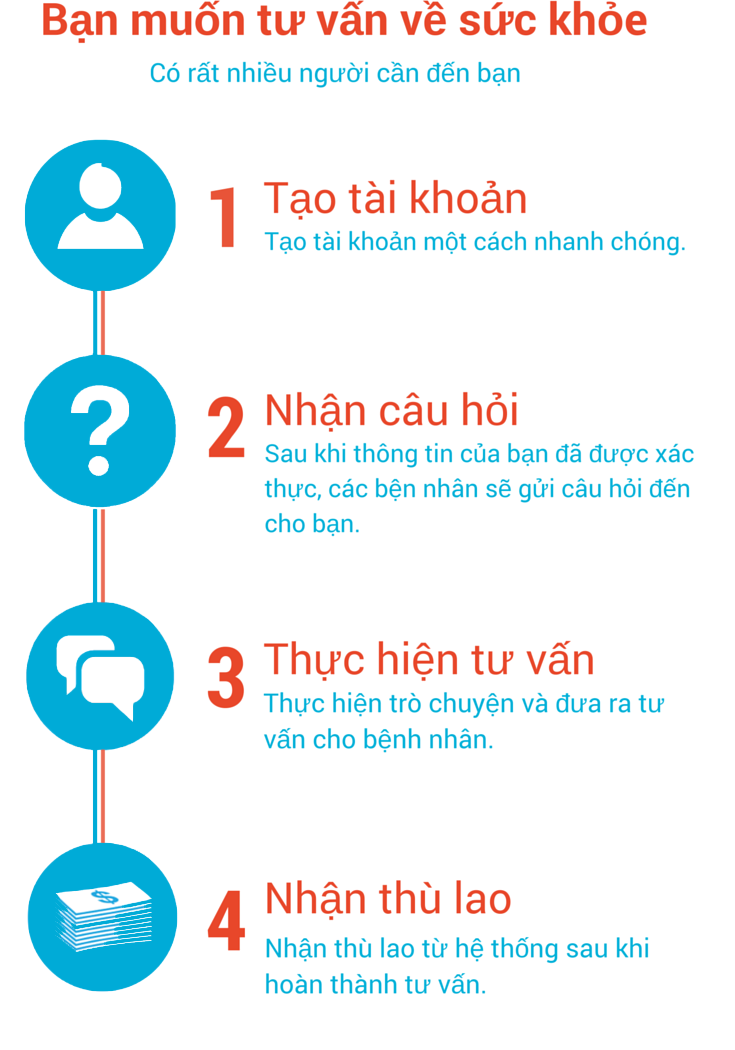 Bạn muốn tư vấn về sức khỏe
Có rất nhiều người cần đến bạn
1 Tạo tài khoản
Tạo tài khoản một cách nhanh chóng.
2 Nhận câu hỏi
Sau khi thông tin của bạn đã được xác
thực, các bện nhân sẽ gửi câu hỏi đến
cho bạn.
3 Thực hiện tư vấn
Thực hiện trò chuyện và đưa ra tư
vấn cho bệnh nhân.
$
4 Nhận thù lao
Nhận thù lao từ hệ thống sau khi
hoàn thành tư vấn.